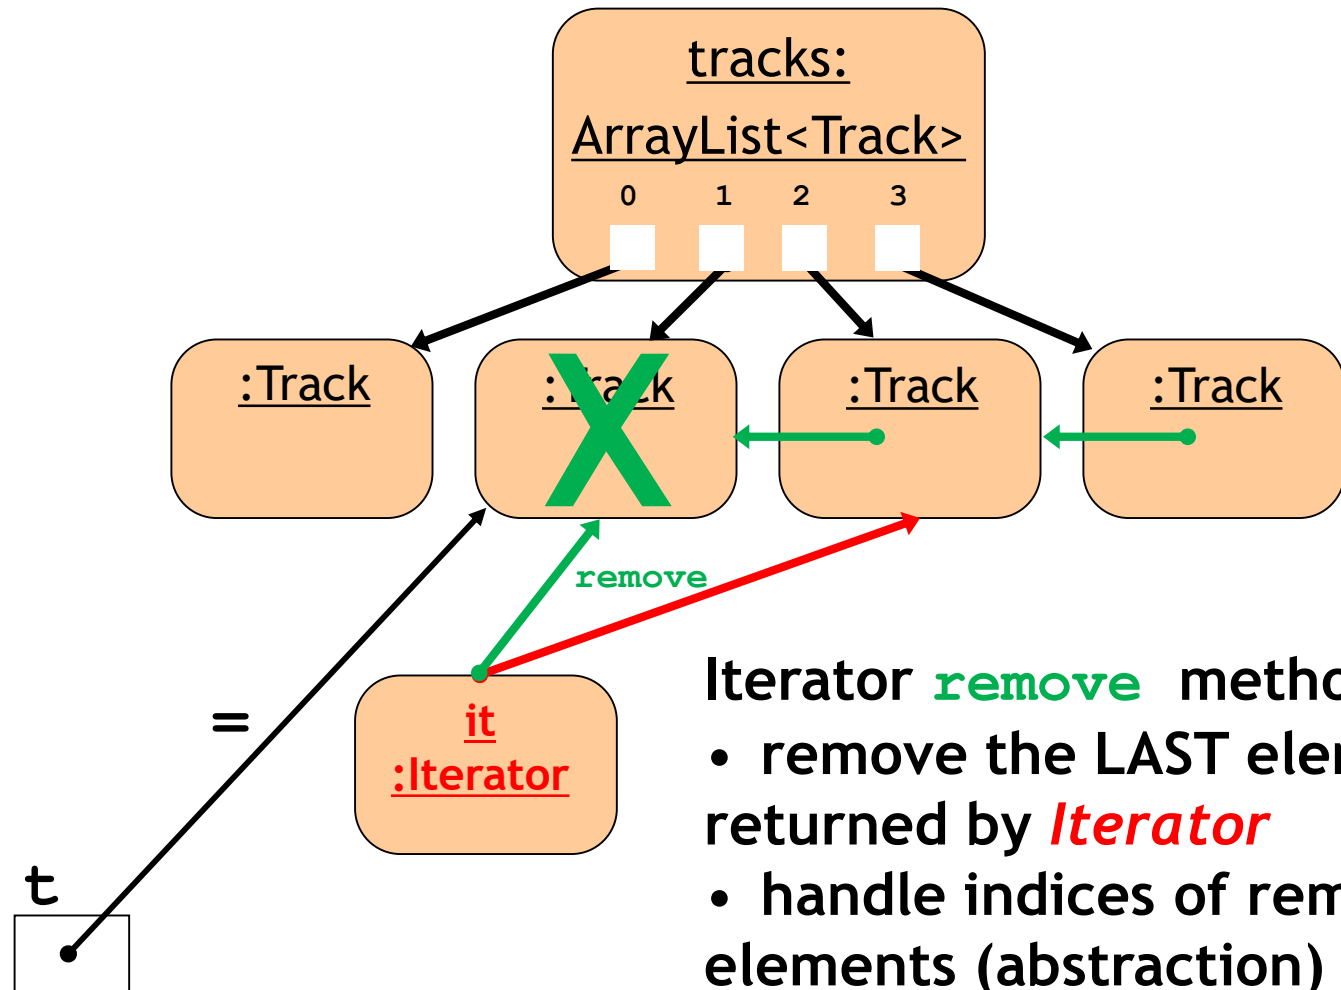 tracks:
ArrayList<Track>
0 1 2 3
:Track :Track :Track :Track
remove
=
it
:Iterator
t
Iterator remove
• remove the LAST
returned by Iterator
• handle indices of
elements (abstraction)